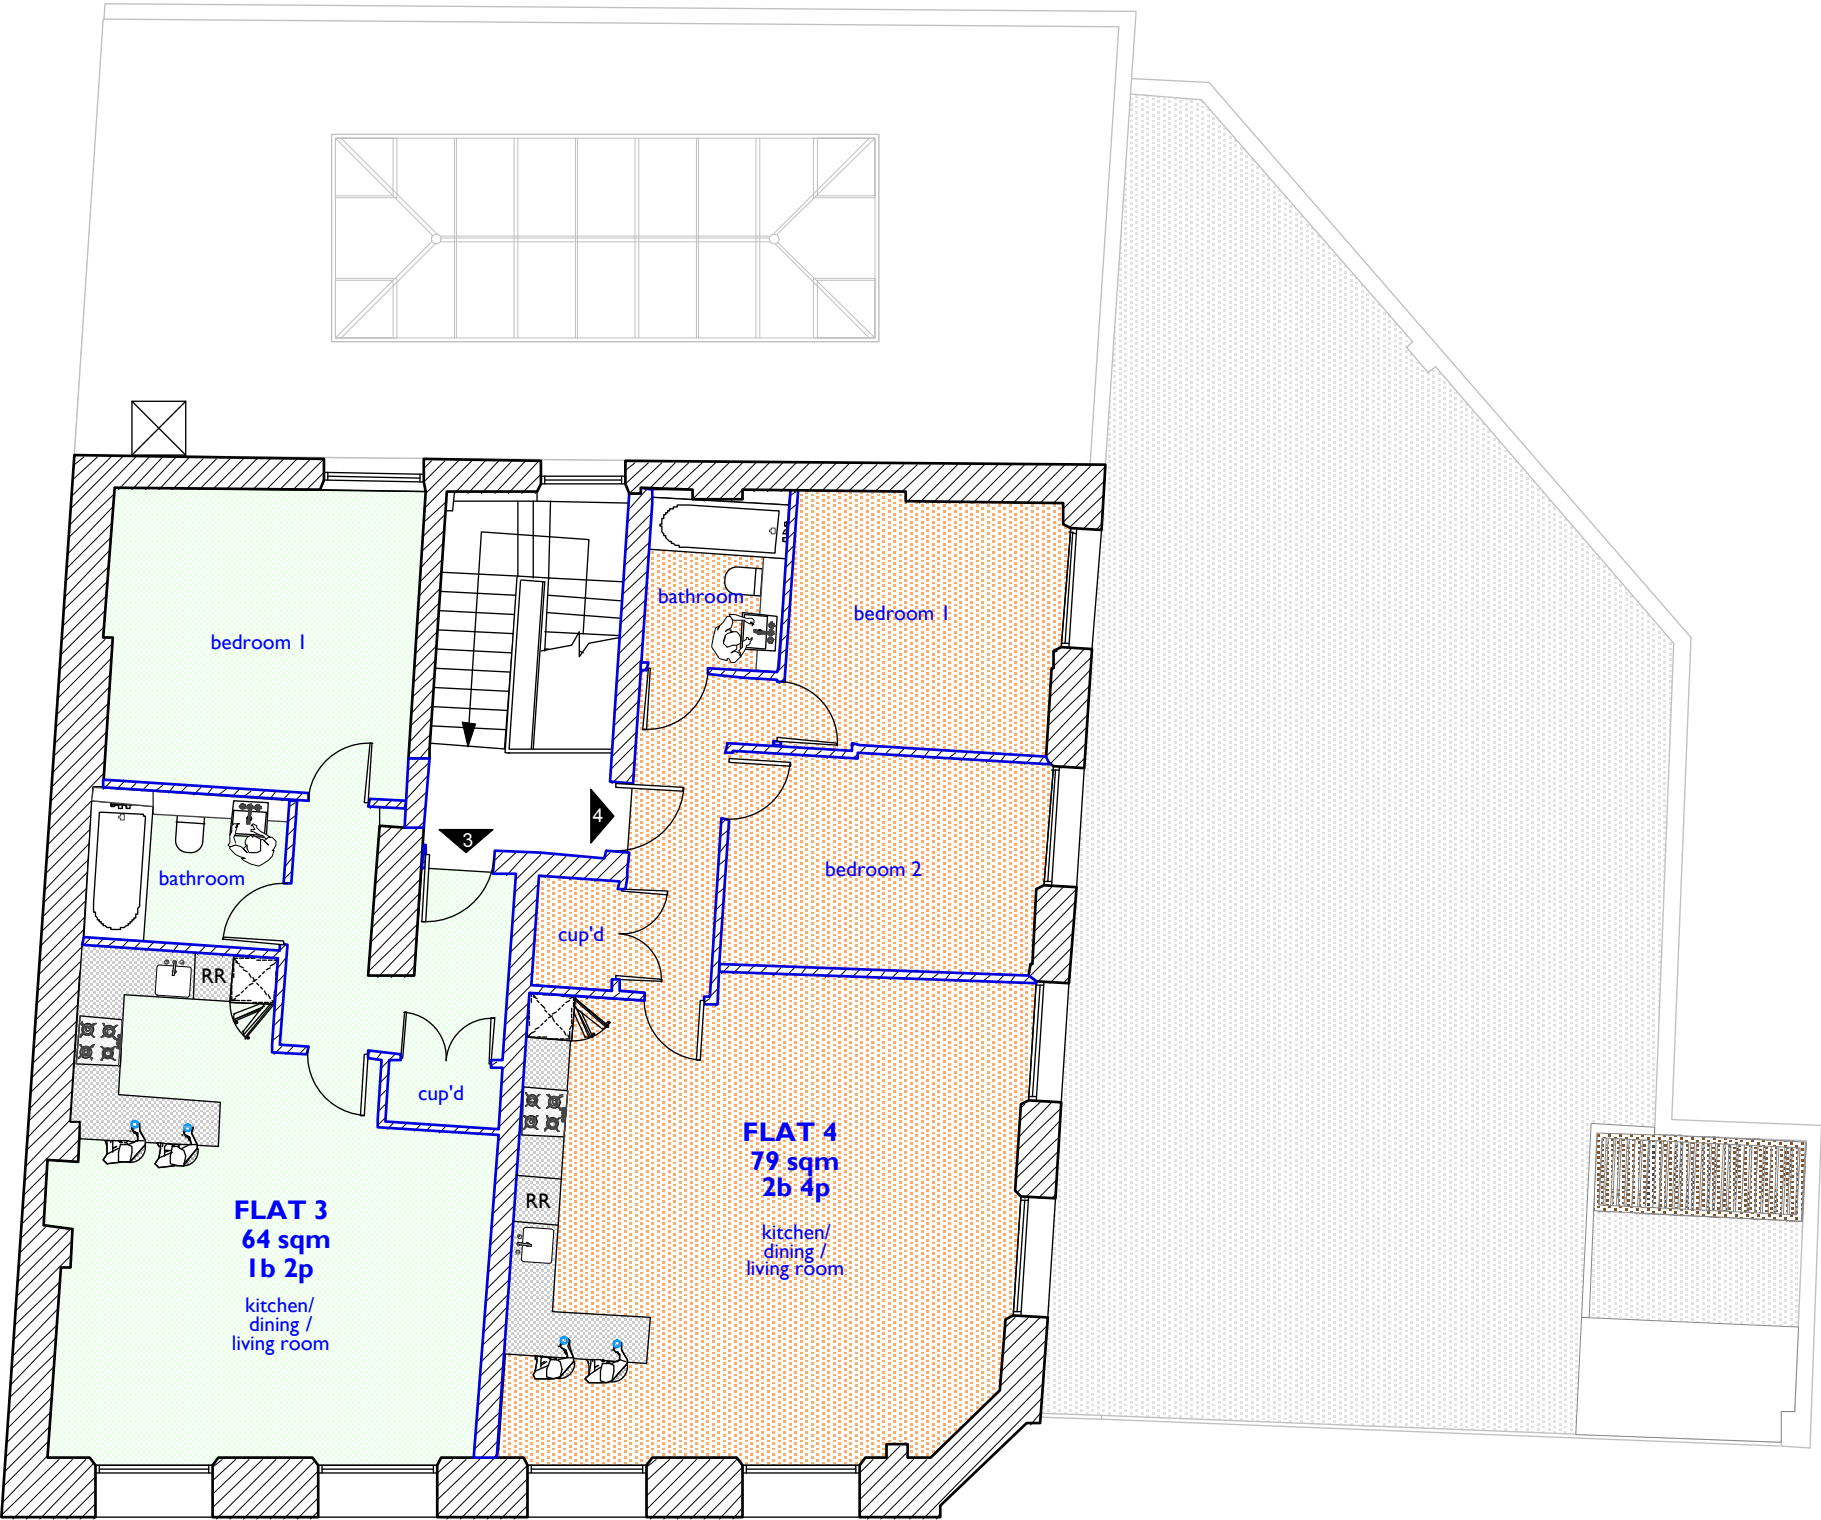 bathroom
bedroom 1
bedroom 1
4
3
bedroom 2
bathroom
cup'd
RR
cup'd
FLAT 4
79 sqm
2b 4p
kitchen/
dining /
living room
RR
FLAT 3
64 sqm
1b 2p
kitchen/
dining /
living room